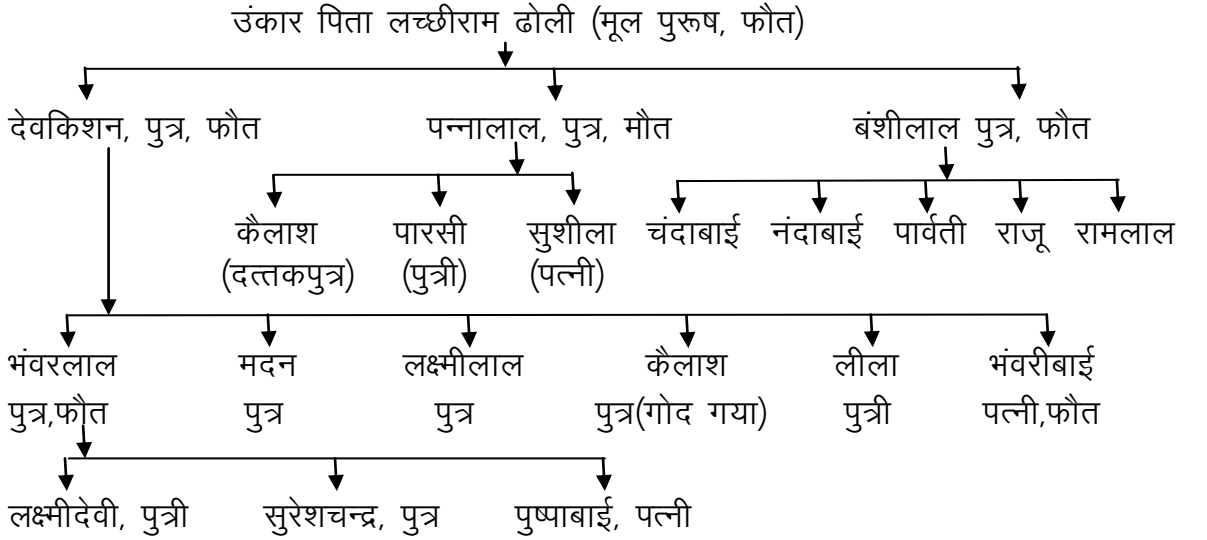 उंकार पिता लच्छीराम ढोली (मूल पुरूष, फौत)
देवकिशन, पुत्र, फौत पन्नालाल, पुत्र, मौत बंशीलाल पुत्र, फौत
कैलाश पारसी सुशीला चंदाबाई नंदाबाई पार्वती राजू रामलाल
(दत्तकपुत्र) (पुत्री) (पत्नी)
भंवरलाल मदन लक्ष्मीलाल कैलाश लीला भंवरीबाई
पुत्र,फौत पुत्र पुत्र पुत्र(गोद गया) पुत्री पत्नी,फौत
लक्ष्मीदेवी, पुत्री सुरेशचन्द्र, पुत्र पुष्पाबाई, पत्नी